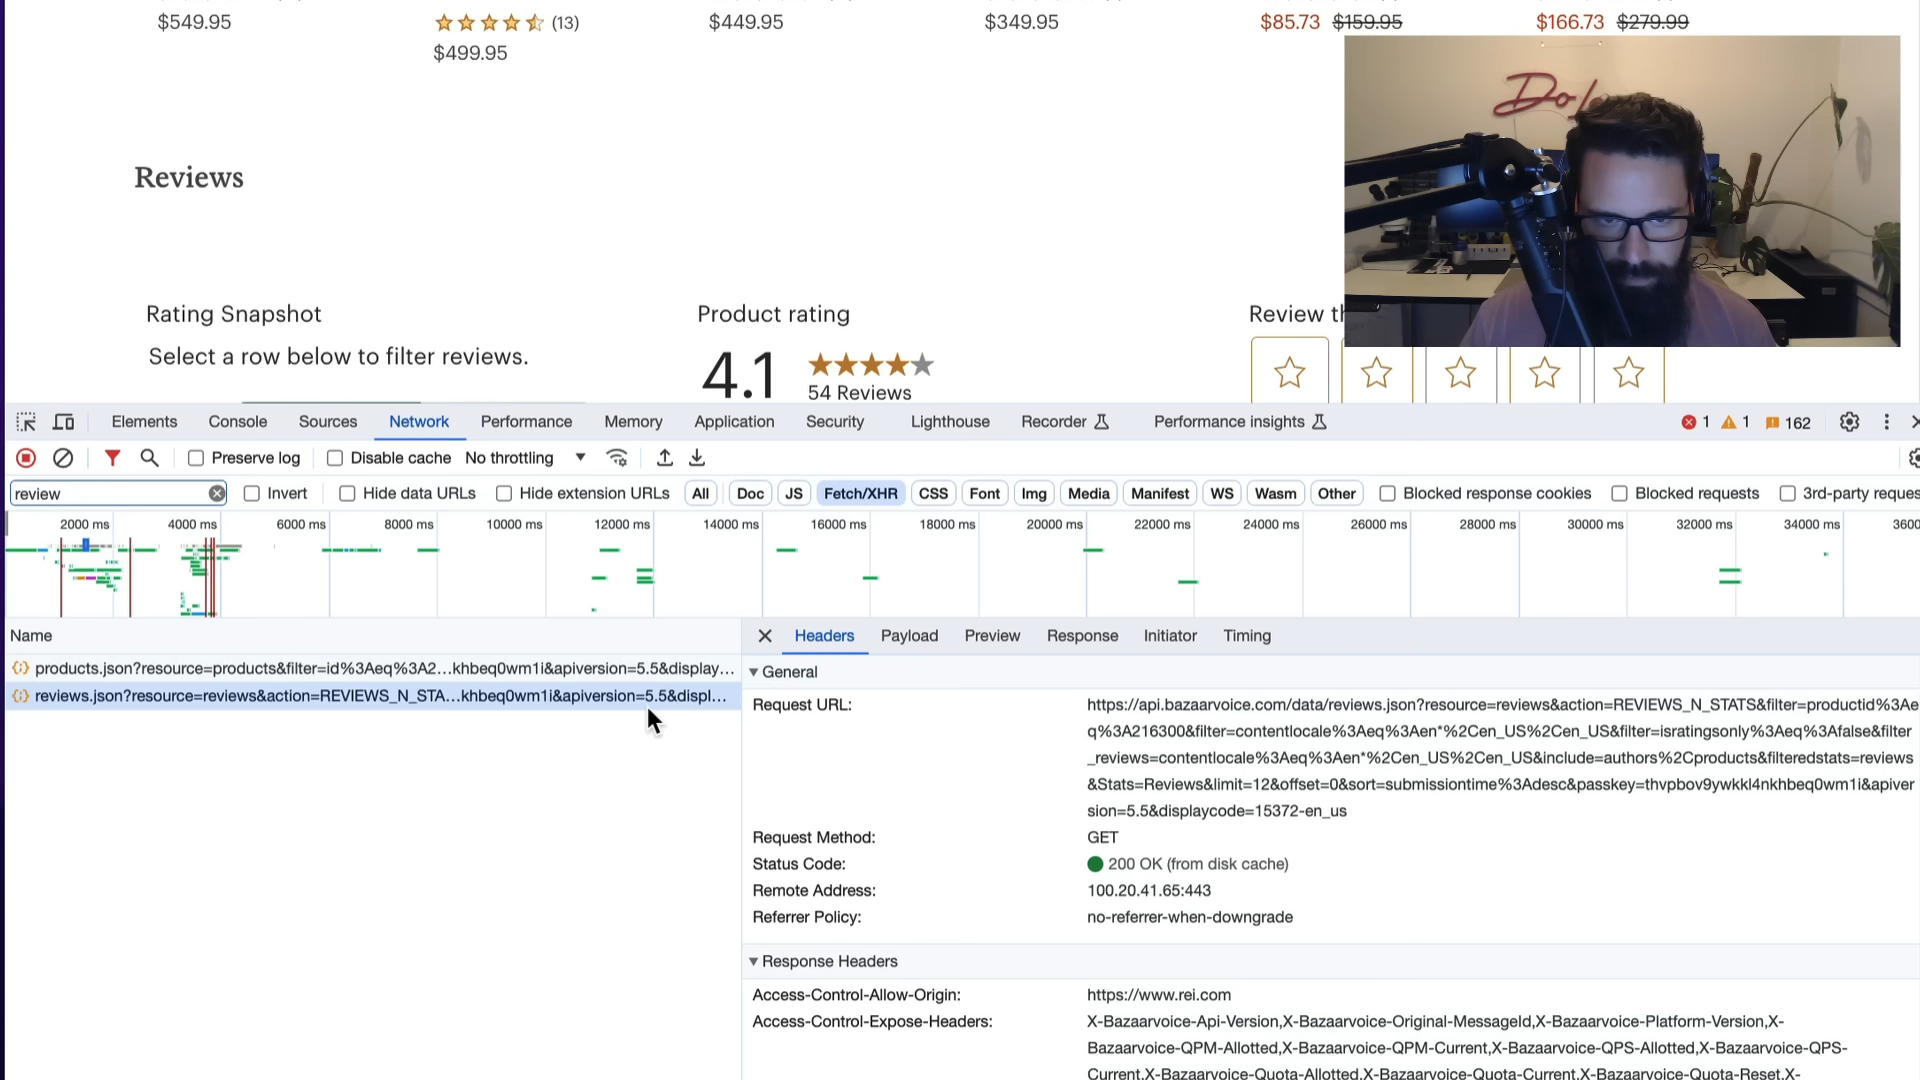 $549.95
(13)
$499.95
$449.95
$349.95
$85.73 $159.95
$166.73 $279.99
Do
Reviews
Rating Snapshot
Select a row below to filter reviews.
Product rating
4.1
54 Reviews
Review
Elements Console Sources Network Performance Memory Application Security Lighthouse Recorder Performance insights 1 1 162
Preserve log Disable cache No throttling
review Invert Hide data URLs Hide extension URLs All Doc JS Fetch/XHR CSS Font Img Media Manifest WS Wasm Other Blocked response cookies Blocked requests 3rd-party reques
2000 ms 4000 ms 6000 ms 8000 ms 10000 ms 12000 ms 14000 ms 16000 ms 18000 ms 20000 ms 22000 ms 24000 ms 26000 ms 28000 ms 30000 ms 32000 ms 34000 ms 3600
Name
products.json?resource=products&filter=id%3Aeq%3A2...khbeq0wm1i&apiversion=5.5&display...
reviews.json?resource=reviews&action=REVIEWS_N_STA...khbeq0wm1i&apiversion=5.5&displ...
Headers Payload Preview Response Initiator Timing
General
Request URL: https://api.bazaarvoice.com/data/reviews.json?resource=reviews&action=REVIEWS_N_STATS&filter=productid%3Ae
q%3A216300&filter=contentlocale%3Aeq%3Aen*%2Cen_US%2Cen_US&filter=isratingsonly%3Aeq%3Afalse&filter
_reviews=contentlocale%3Aeq%3Aen*%2Cen_US%2Cen_US&include=authors%2Cproducts&filteredstats=reviews
&Stats=Reviews&limit=12&offset=0&sort=submissiontime%3Adesc&passkey=thvpbov9ywkkl4nkhbeq0wm1i&apiver
sion=5.5&displaycode=15372-en_us
Request Method: GET
Status Code: 200 OK (from disk cache)
Remote Address: 100.20.41.65:443
Referrer Policy: no-referrer-when-downgrade
Response Headers
Access-Control-Allow-Origin: https://www.rei.com
Access-Control-Expose-Headers: X-Bazaarvoice-Api-Version,X-Bazaarvoice-Original-MessageId,X-Bazaarvoice-Platform-Version,X-
Bazaarvoice-QPM-Allotted,X-Bazaarvoice-QPM-Current,X-Bazaarvoice-QPS-Allotted,X-Bazaarvoice-QPS-
Current,X-Bazaarvoice-Quota-Allotted,X-Bazaarvoice-Quota-Current,X-Bazaarvoice-Quota-Reset,X-